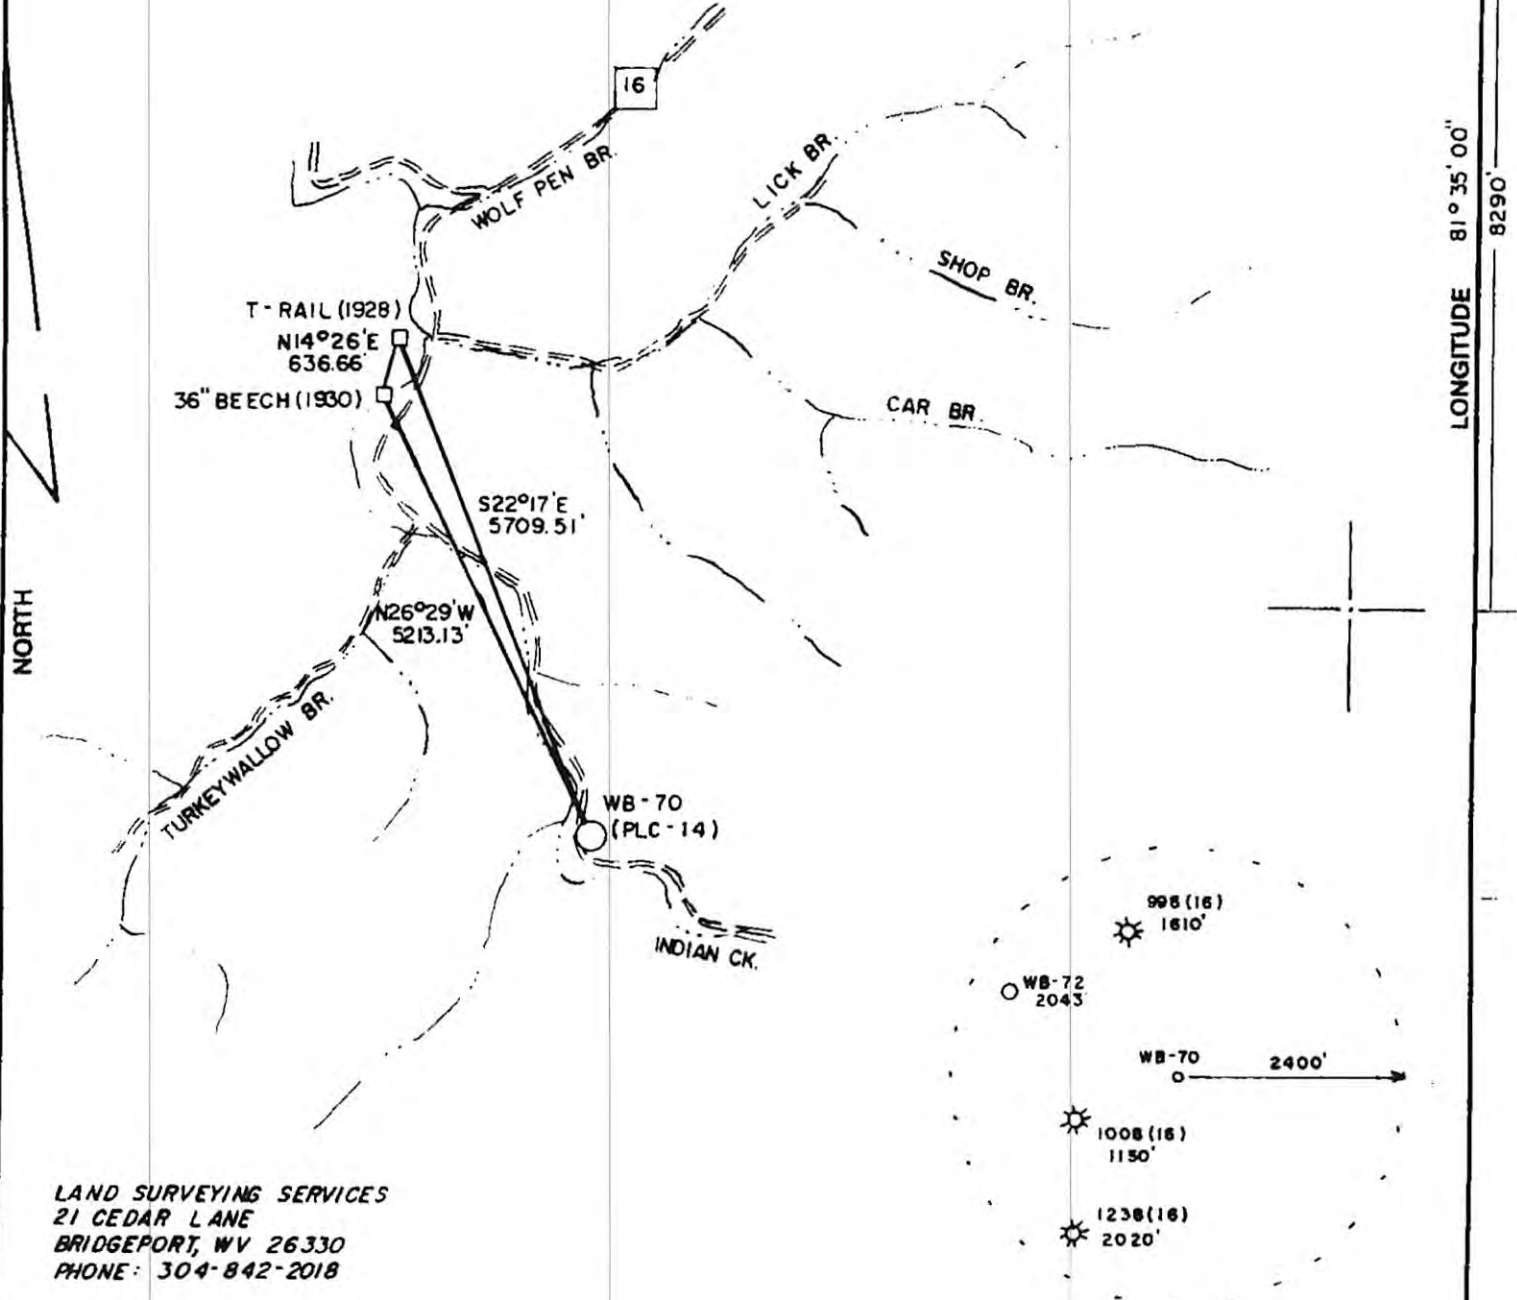 16
WOLF PEN BR.
LICK BR.
SHOP BR.
LONGITUDE 81° 35' 00"
8290'
T-RAIL (1928)
N14°26'E
636.66'
36" BEECH (1930)
CAR BR.
S22°17'E
5709.51'
NORTH
N26°29'W
5213.13'
TURKEYWALLOW BR.
WB-70
(PLC-14)
INDIAN CK.
998 (16)
1610'
WB-72
2043'
WB-70
2400'
1008 (16)
1150'
1238 (16)
2020'
LAND SURVEYING SERVICES
21 CEDAR LANE
BRIDGEPORT, WV 26330
PHONE: 304-842-2018